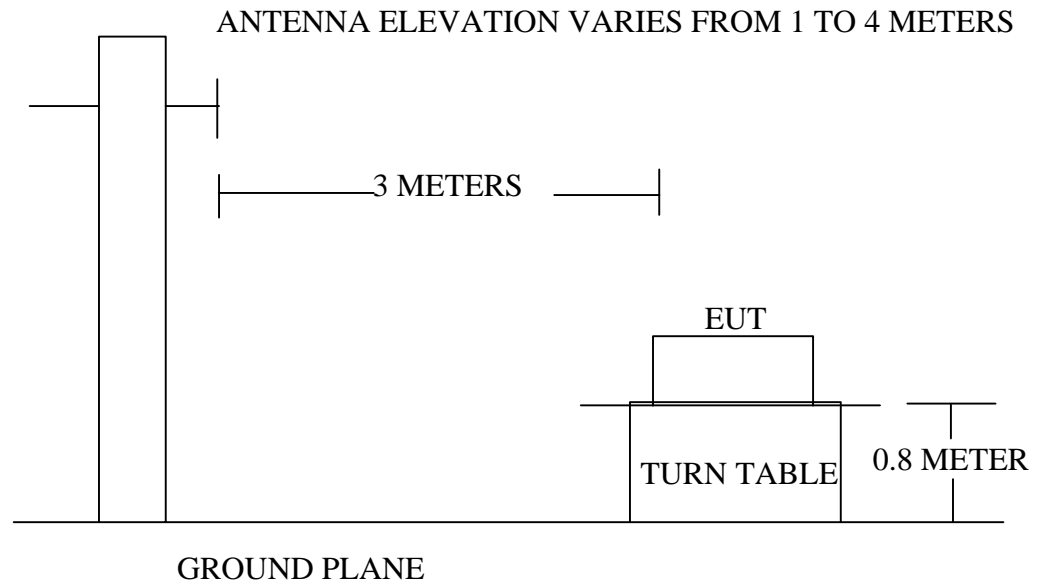 ANTENNA ELEVATION VARIES FROM 1 TO 4 METERS
3 METERS
EUT
TURN TABLE
0.8 METER
GROUND PLANE